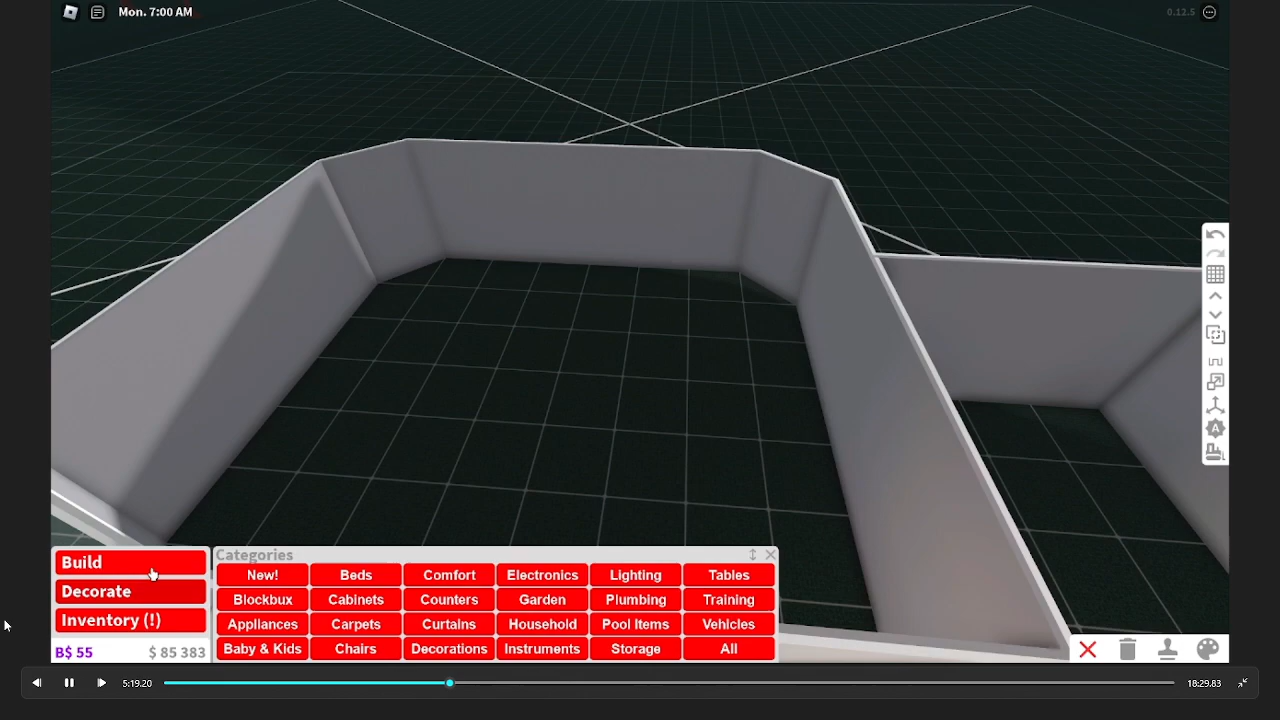 Mon. 7:00 AM
0.12.5
Build
Decorate
Inventory (!)
B$ 55
$ 85 383
Categories
New! Beds Comfort Electronics Lighting Tables
Blockbux Cabinets Counters Garden Plumbing Training
Appliances Carpets Curtains Household Pool Items Vehicles
Baby & Kids Chairs Decorations Instruments Storage All
5:19.20
18:29.83